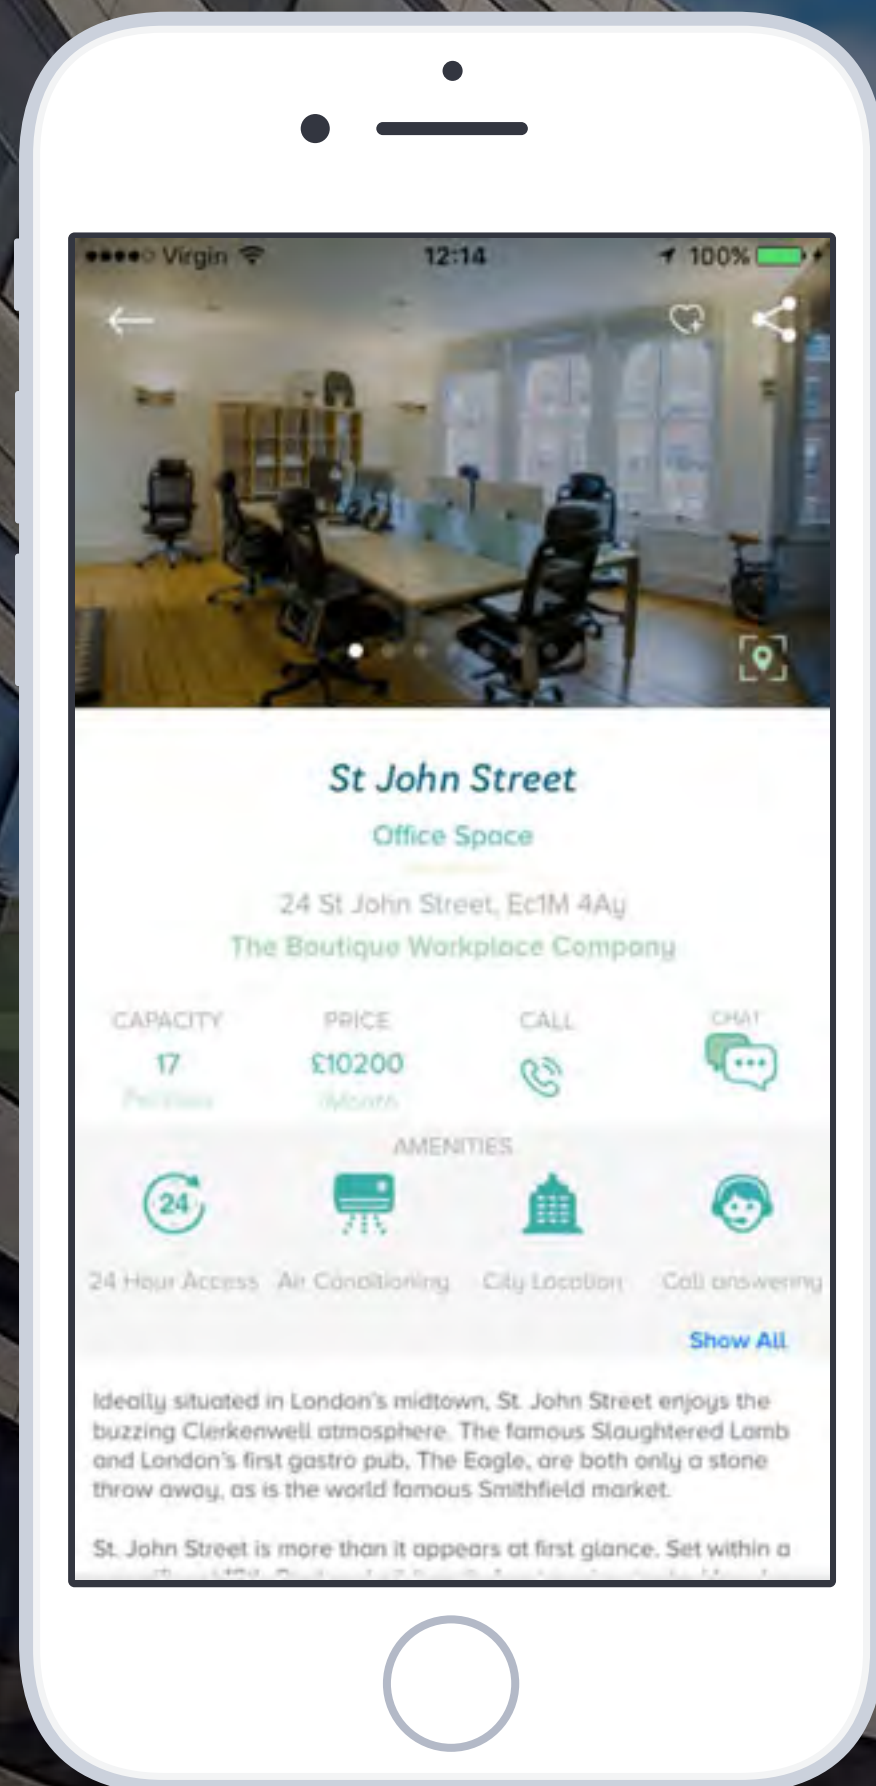 Virgin 12:14 100%
St John Street
Office Space
24 St John Street, Ec1M 4Ay
The Boutique Workplace Company
CAPACITY PRICE CALL CHAT
17 £10200
/Month
AMENITIES
24
24 Hour Access Air Conditioning City Location Call answering
Show All
Ideally situated in London's midtown, St. John Street enjoys the
buzzing Clerkenwell atmosphere. The famous Slaughtered Lamb
and London's first gastro pub, The Eagle, are both only a stone
throw away, as is the world famous Smithfield market.
St. John Street is more than it appears at first glance. Set within a